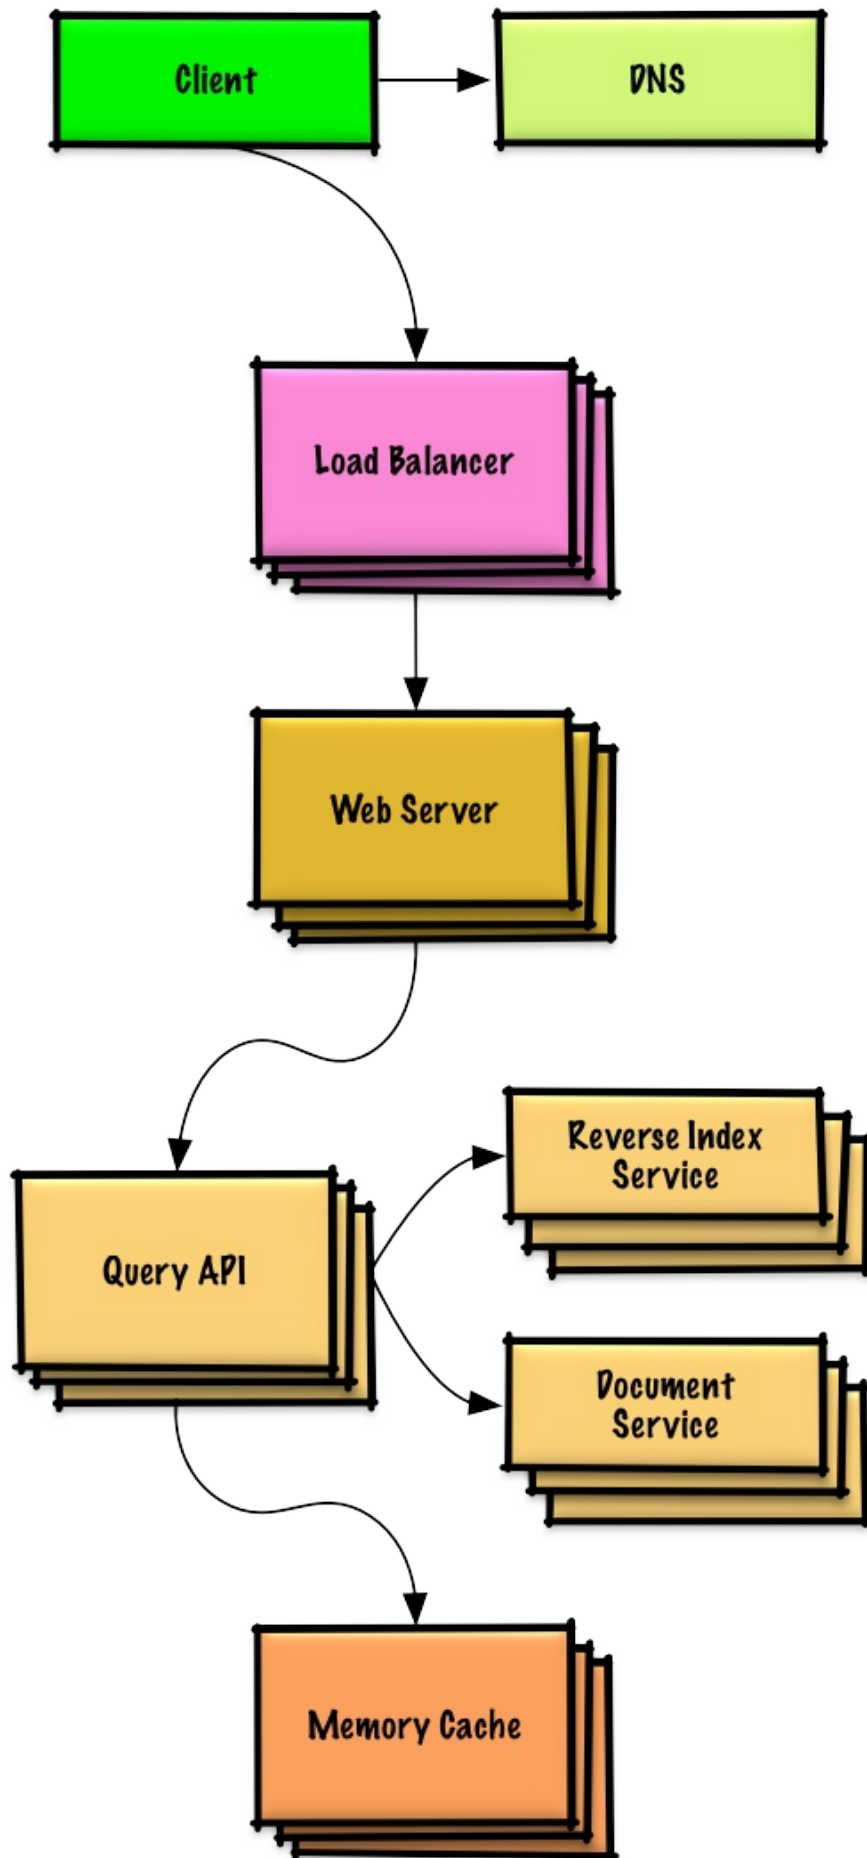 Client
DNS
Load Balancer
Web Server
Reverse Index
Service
Query API
Document
Service
Memory Cache